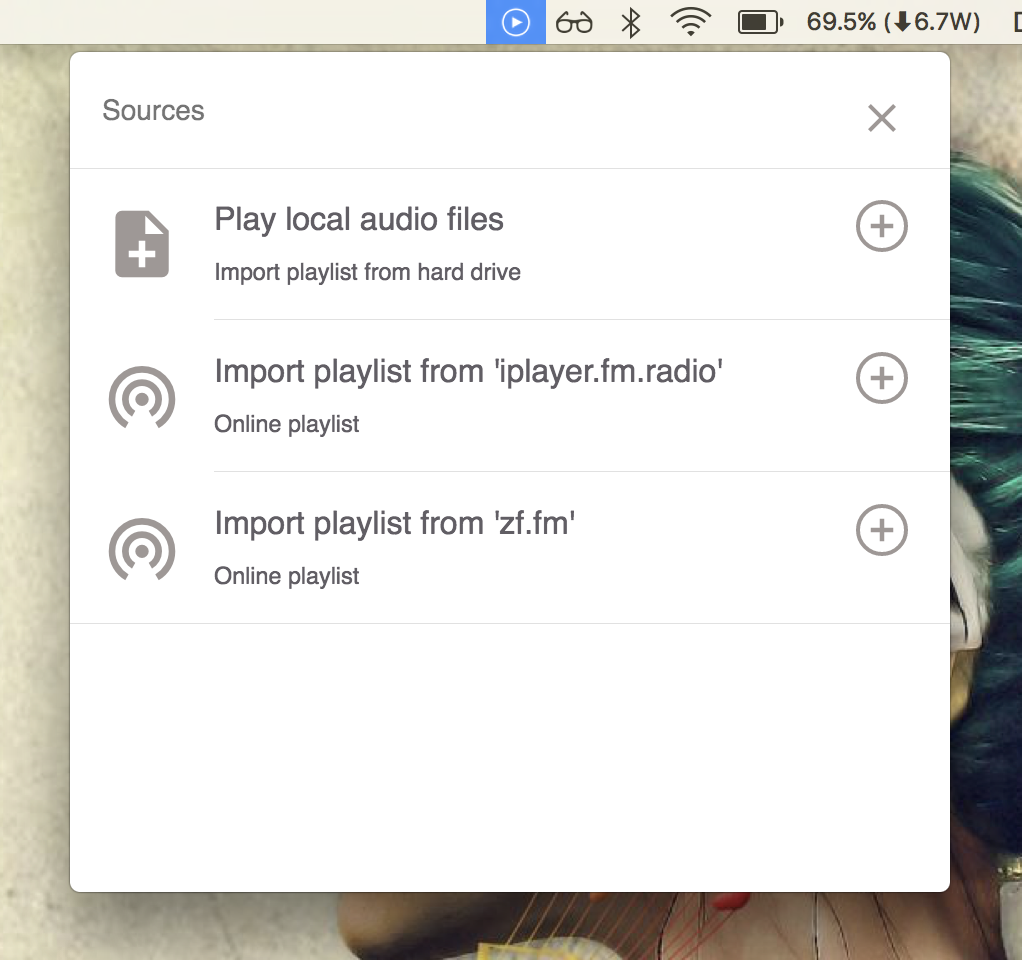 69.5% (⬇6.7W)
Sources
Play local audio files
Import playlist from hard drive
Import playlist from 'iplayer.fm.radio'
Online playlist
Import playlist from 'zf.fm'
Online playlist